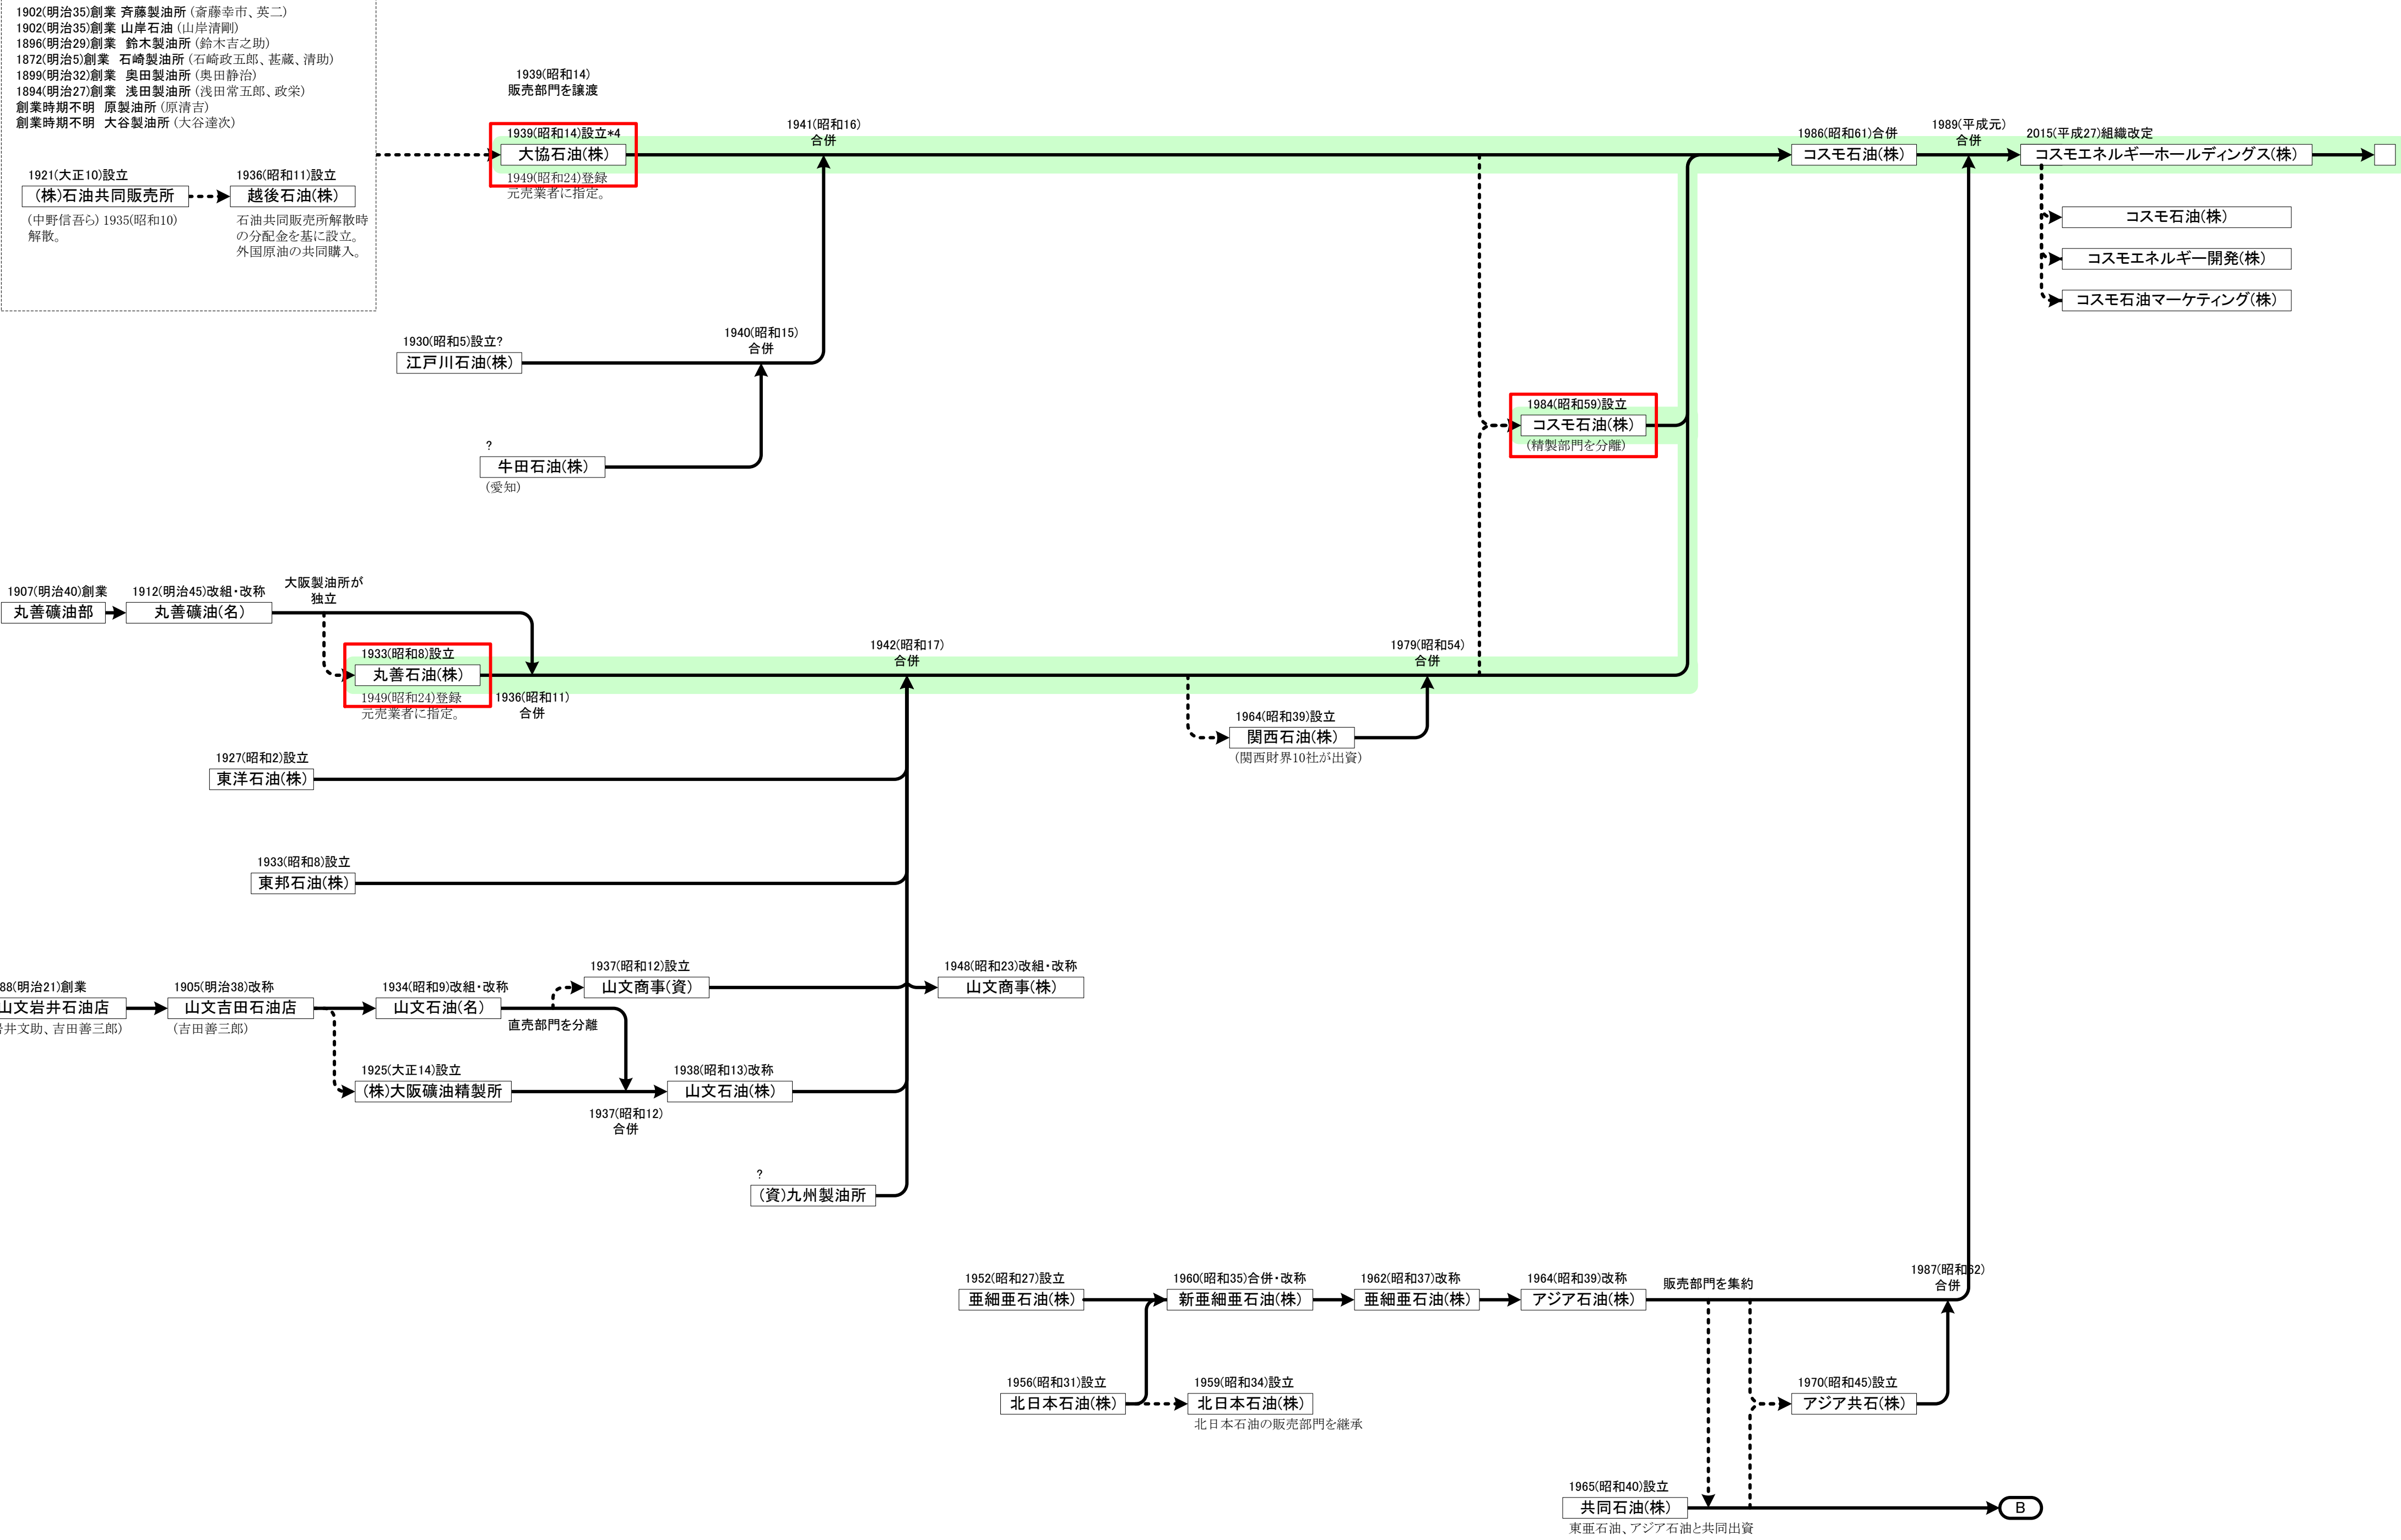 1902(明治35)創業 斉藤製油所 (斎藤幸市、英二)
1902(明治35)創業 山岸石油 (山岸清剛)
1896(明治29)創業 鈴木製油所 (鈴木吉之助)
1872(明治5)創業 石崎製油所 (石崎政五郎、甚蔵、清助)
1899(明治32)創業 奥田製油所 (奥田静治)
1894(明治27)創業 浅田製油所 (浅田常五郎、政栄)
創業時期不明 原製油所 (原清吉)
創業時期不明 大谷製油所 (大谷達次)
1921(大正10)設立
(株)石油共同販売所
(中野信吾ら) 1935(昭和10)
解散。
1936(昭和11)設立
越後石油(株)
石油共同販売所解散時
の分配金を基に設立。
外国原油の共同購入。
1939(昭和14)
販売部門を譲渡
1939(昭和14)設立*4
大協石油(株)
1949(昭和24)登録
元売業者に指定。
1941(昭和16)
合併
1986(昭和61)合併
コスモ石油(株)
1989(平成元)
合併
2015(平成27)組織改定
コスモエネルギーホールディングス(株)
コスモ石油(株)
コスモエネルギー開発(株)
コスモ石油マーケティング(株)
1930(昭和5)設立?
江戸川石油(株)
1940(昭和15)
合併
?
牛田石油(株)
(愛知)
1984(昭和59)設立
コスモ石油(株)
(精製部門を分離)
1907(明治40)創業
丸善礦油部
1912(明治45)改組・改称
丸善礦油(名)
大阪製油所が
独立
1933(昭和8)設立
丸善石油(株)
1949(昭和24)登録
元売業者に指定。
1936(昭和11)
合併
1942(昭和17)
合併
1979(昭和54)
合併
1964(昭和39)設立
関西石油(株)
(関西財界10社が出資)
1927(昭和2)設立
東洋石油(株)
1933(昭和8)設立
東邦石油(株)
88(明治21)創業
山文岩井石油店
岩井文助、吉田善三郎)
1905(明治38)改称
山文吉田石油店
(吉田善三郎)
1934(昭和9)改組・改称
山文石油(名)
直売部門を分離
1937(昭和12)設立
山文商事(資)
1948(昭和23)改組・改称
山文商事(株)
1925(大正14)設立
(株)大阪礦油精製所
1937(昭和12)
合併
1938(昭和13)改称
山文石油(株)
?
(資)九州製油所
1952(昭和27)設立
亜細亜石油(株)
1960(昭和35)合併・改称
新亜細亜石油(株)
1962(昭和37)改称
亜細亜石油(株)
1964(昭和39)改称
アジア石油(株)
販売部門を集約
1987(昭和62)
合併
1956(昭和31)設立
北日本石油(株)
1959(昭和34)設立
北日本石油(株)
北日本石油の販売部門を継承
1970(昭和45)設立
アジア共石(株)
1965(昭和40)設立
共同石油(株)
東亜石油、アジア石油と共同出資
B